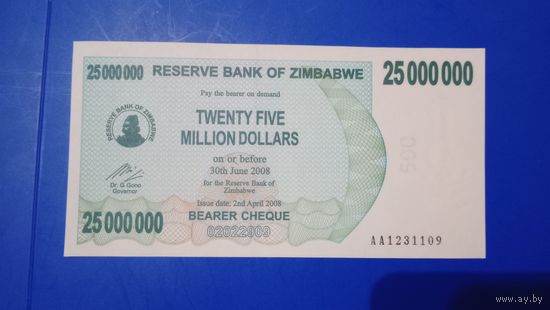 25 000 000 RESERVE BANK OF ZIMBABWE 25 000 000
Pay the bearer on demand
TWENTY FIVE
MILLION DOLLARS
RESERVE BANK OF ZIMBABWE
on or before
30th June 2008
for the Reserve Bank of
Zimbabwe
Dr. G Gono
Governor
Issue date: 2nd April 2008
25 000 000 BEARER CHEQUE
500
AA1231109
www.ay.by